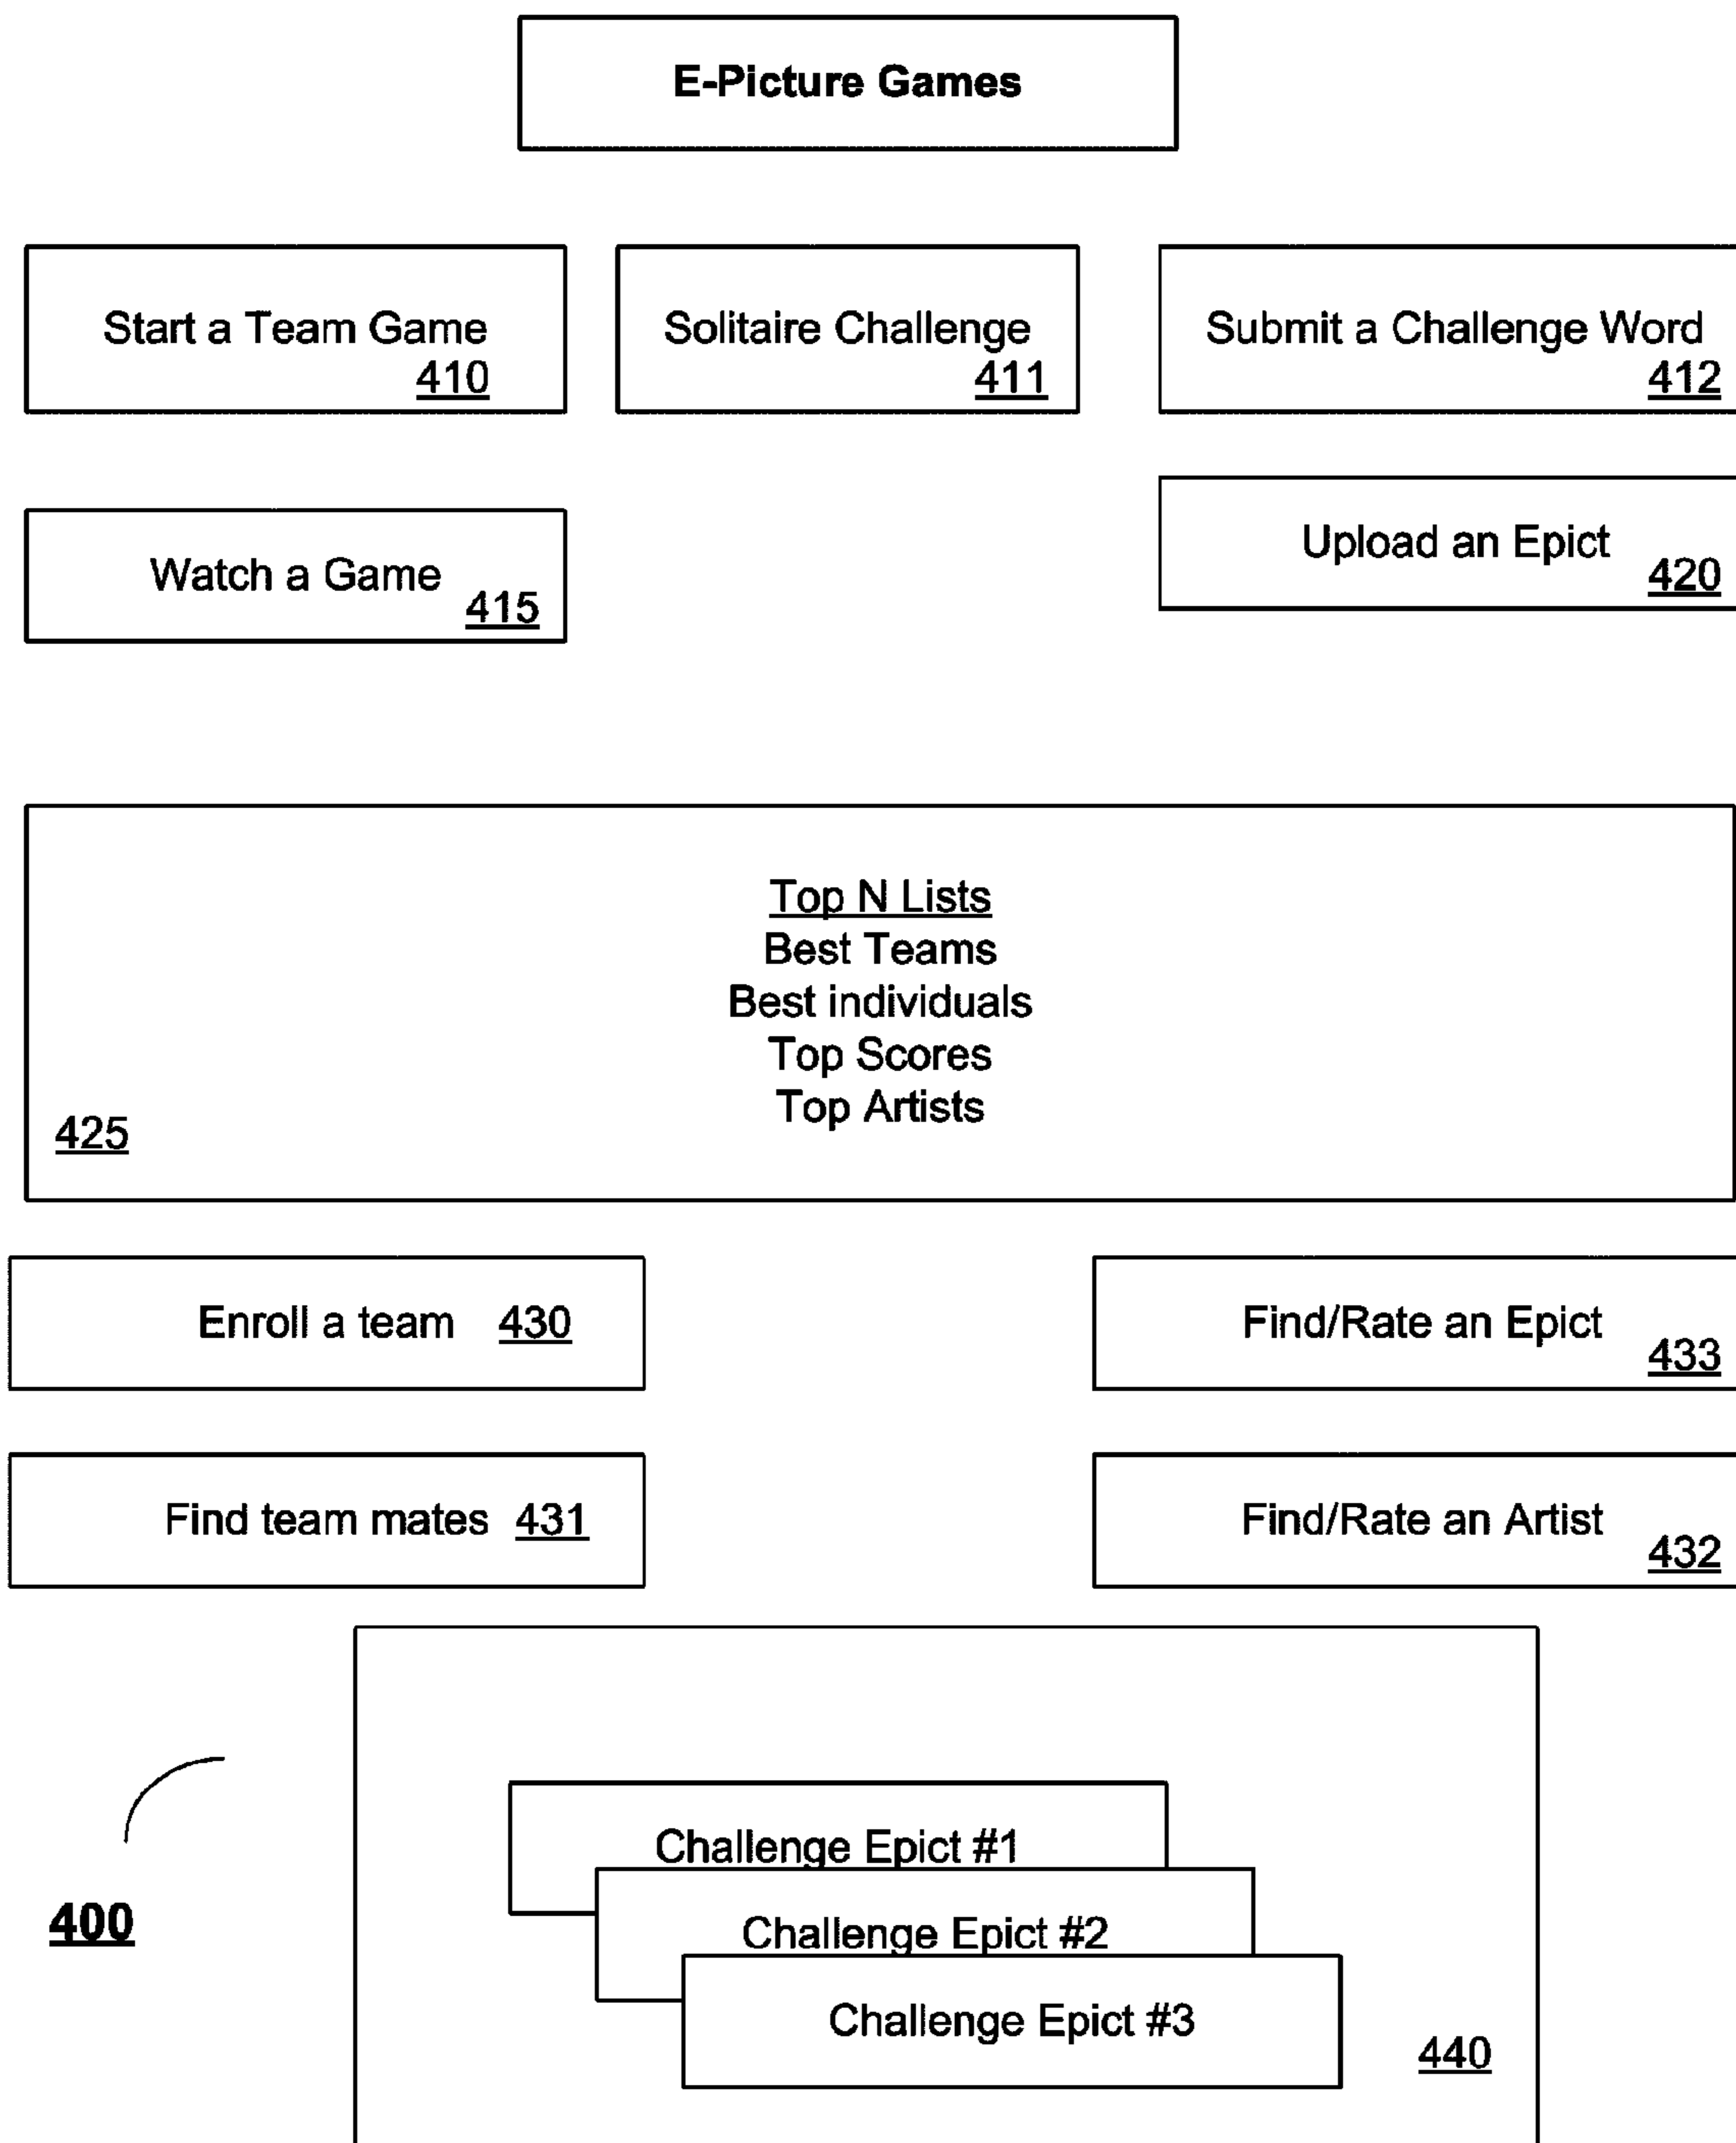 E-Picture Games
Start a Team Game
410
Solitaire Challenge
411
Submit a Challenge Word
412
Watch a Game
415
Upload an Epict
420
Top N Lists
Best Teams
Best individuals
Top Scores
Top Artists
425
Enroll a team 430
Find/Rate an Epict
433
Find team mates 431
Find/Rate an Artist
432
Challenge Epict #1
Challenge Epict #2
Challenge Epict #3
400
440